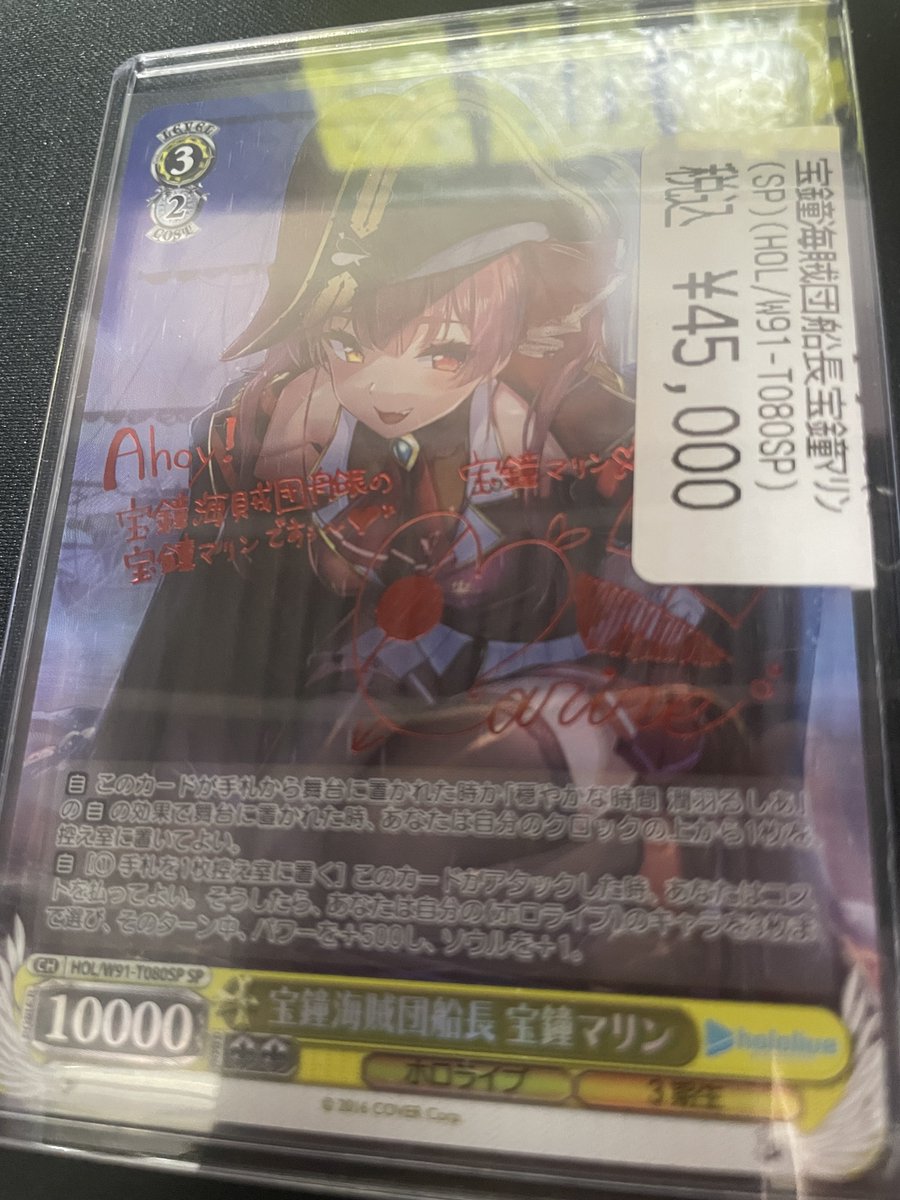 宝鐘海賊団船長 宝鐘マリン
(SP)(HOL/W91-T080SP)
税込 ¥45,000
LEVEL
3
2
COST
Ahoy!
宝鐘海賊団船長の
宝鐘マリンですっ
宝鐘マリン
Marine
自 このカードが手札から舞台に置かれた時か「穏やかな時間 潤羽るしあ」
の 自 の効果で舞台に置かれた時、あなたは自分のクロックの上から1枚を、
控え室に置いてよい。
自 [① 手札を1枚控え室に置く] このカードがアタックした時、あなたはコス
トを払ってよい。そうしたら、あなたは自分の《ホロライブ》のキャラを1枚ま
で選び、そのターン中、パワーを+500し、ソウルを+1。
CH HOL/W91-T080SP SP
10000
宝鐘海賊団船長 宝鐘マリン
hololive
ホロライブ
3期生
© 2016 COVER Corp.